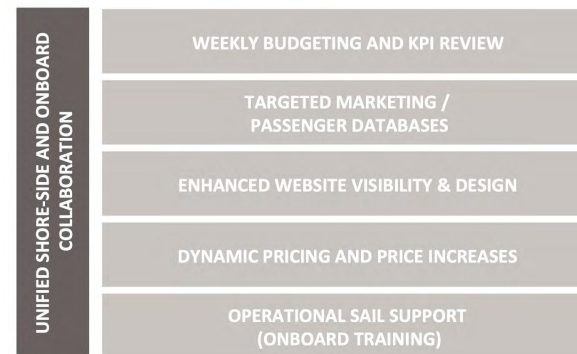 UNIFIED SHORE-SIDE AND ONBOARD
COLLABORATION
WEEKLY BUDGETING AND KPI REVIEW
TARGETED MARKETING /
PASSENGER DATABASES
ENHANCED WEBSITE VISIBILITY & DESIGN
DYNAMIC PRICING AND PRICE INCREASES
OPERATIONAL SAIL SUPPORT
(ONBOARD TRAINING)